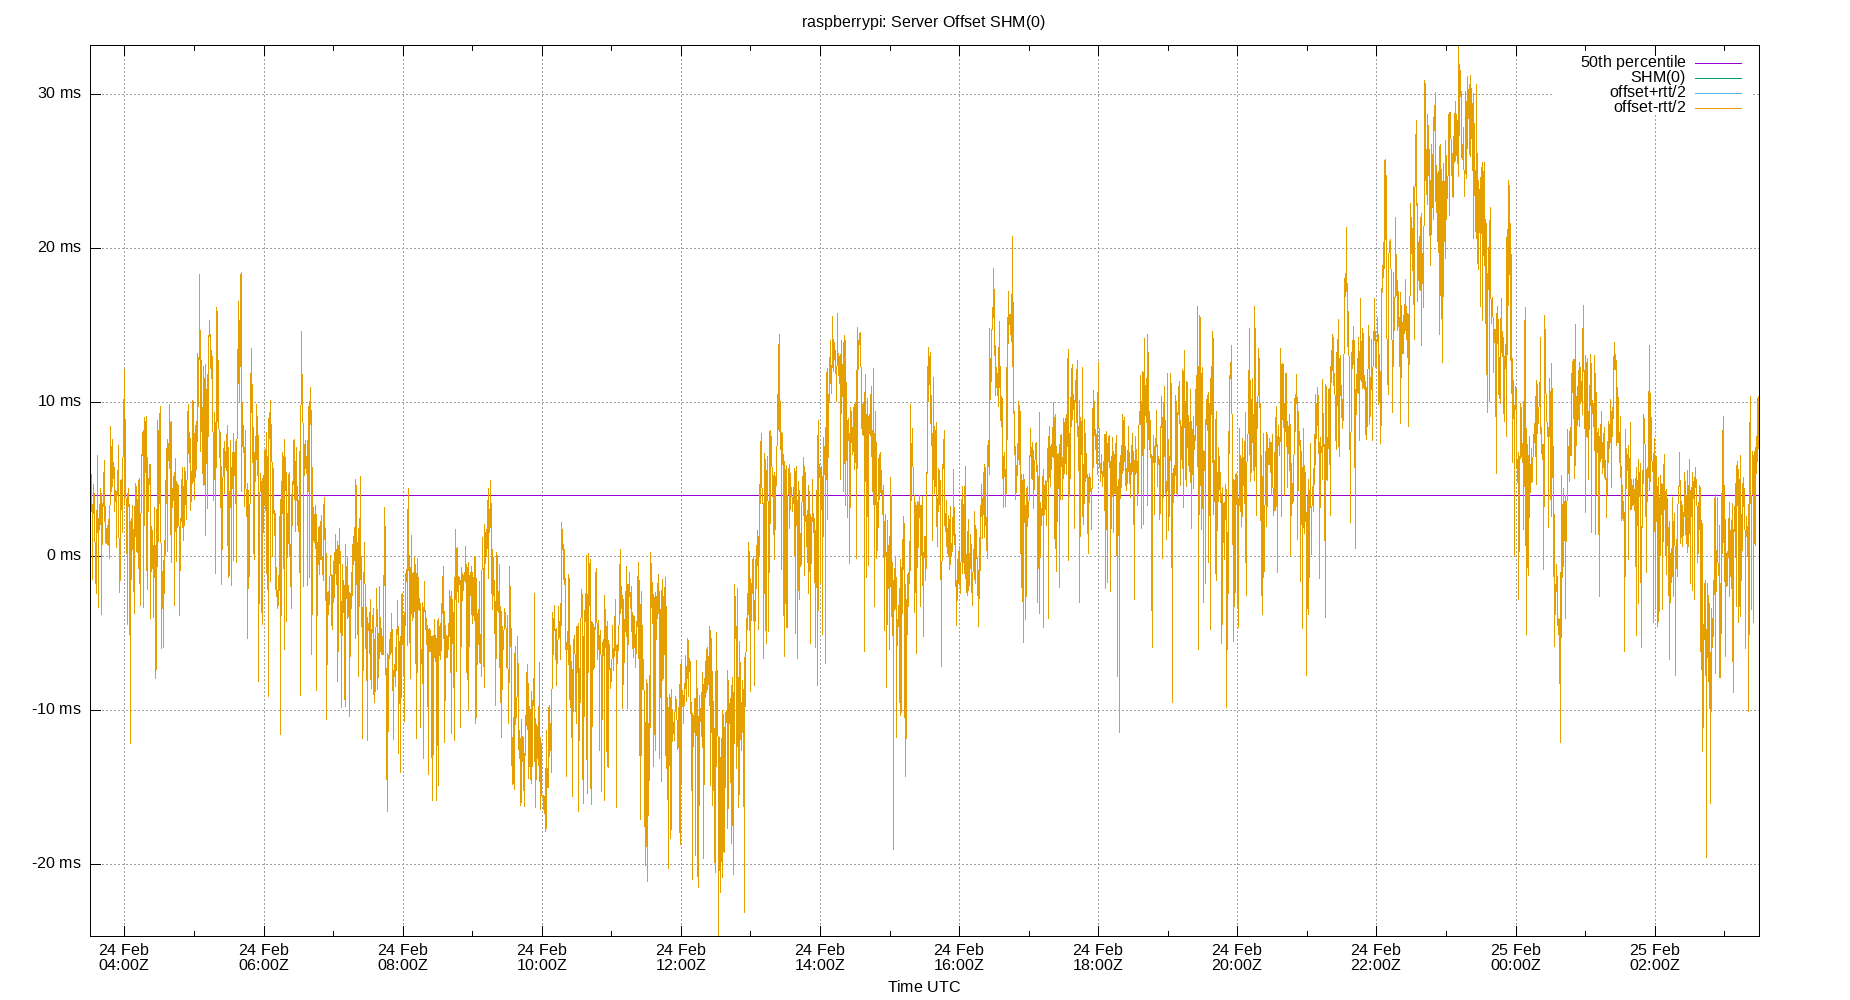 raspberrypi: Server Offset SHM(0)
50th percentile
SHM(0)
offset+rtt/2
offset-rtt/2
30 ms
20 ms
10 ms
0 ms
-10 ms
-20 ms
24 Feb 24 Feb 24 Feb 24 Feb 24 Feb 24 Feb 24 Feb 24 Feb 24 Feb 24 Feb 25 Feb 25 Feb
04:00Z 06:00Z 08:00Z 10:00Z 12:00Z 14:00Z 16:00Z 18:00Z 20:00Z 22:00Z 00:00Z 02:00Z
Time UTC